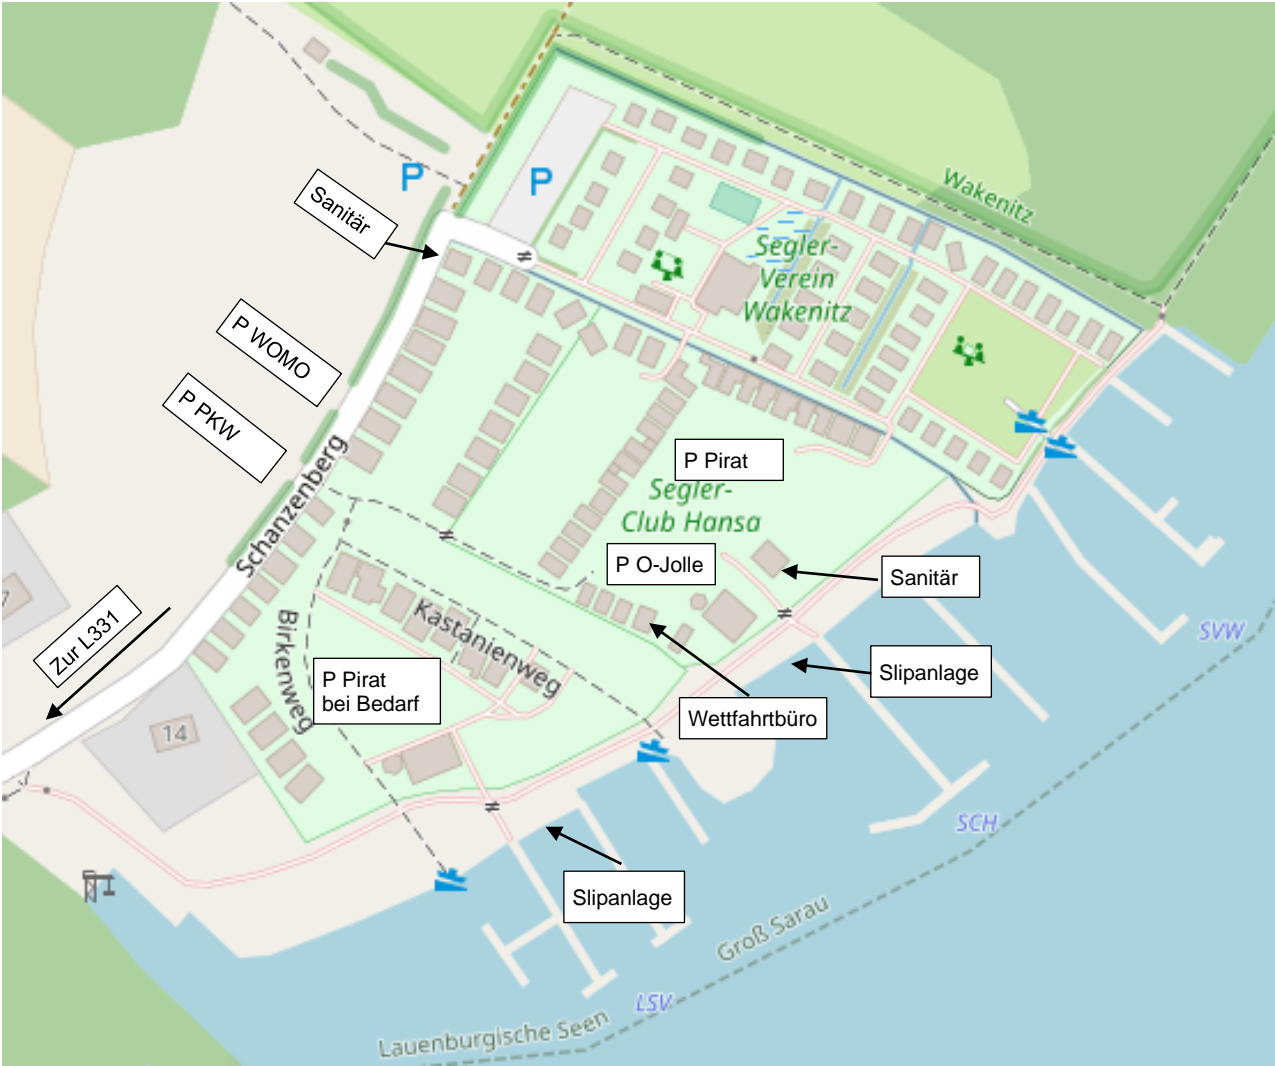 P
P
Wakenitz
Sanitär
Segler-
Verein
Wakenitz
P WOMO
P PKW
Schanzenberg
P Pirat
Segler-
Club Hansa
P O-Jolle
Sanitär
Zur L331
Birkenweg
Kastanienweg
SVW
P Pirat
bei Bedarf
Slipanlage
Wettfahrtbüro
14
SCH
Slipanlage
Groß Sarau
LSV
Lauenburgische Seen